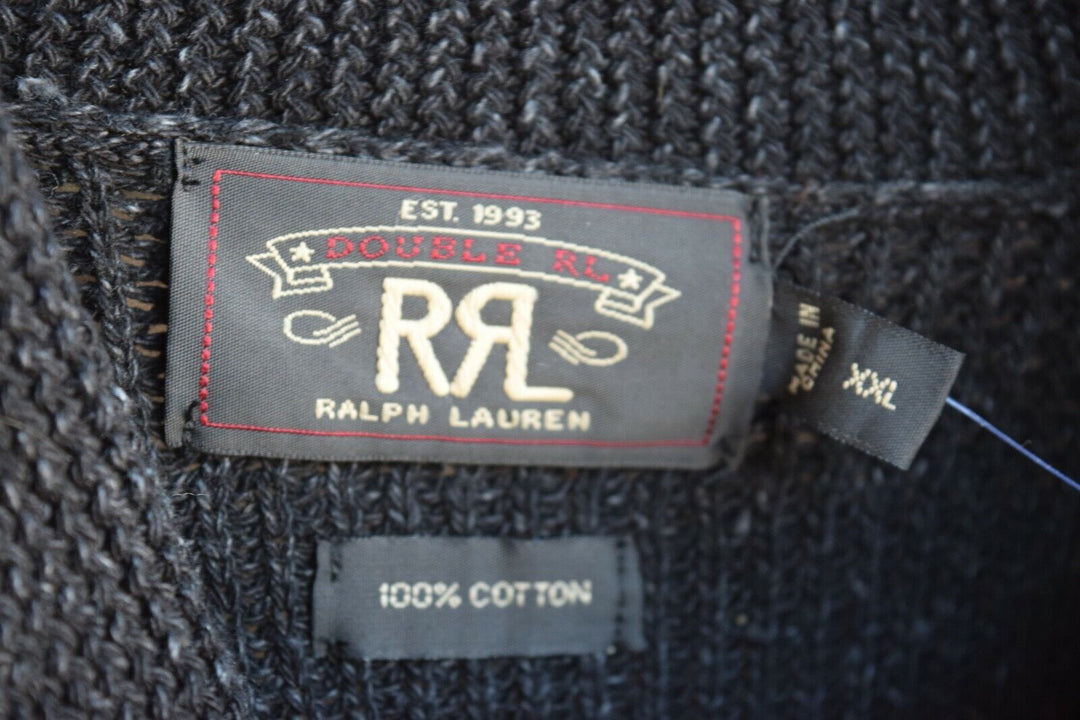 EST. 1993
DOUBLE RL
RRL
RALPH LAUREN
MADE IN
CHINA
XXL
100% COTTON